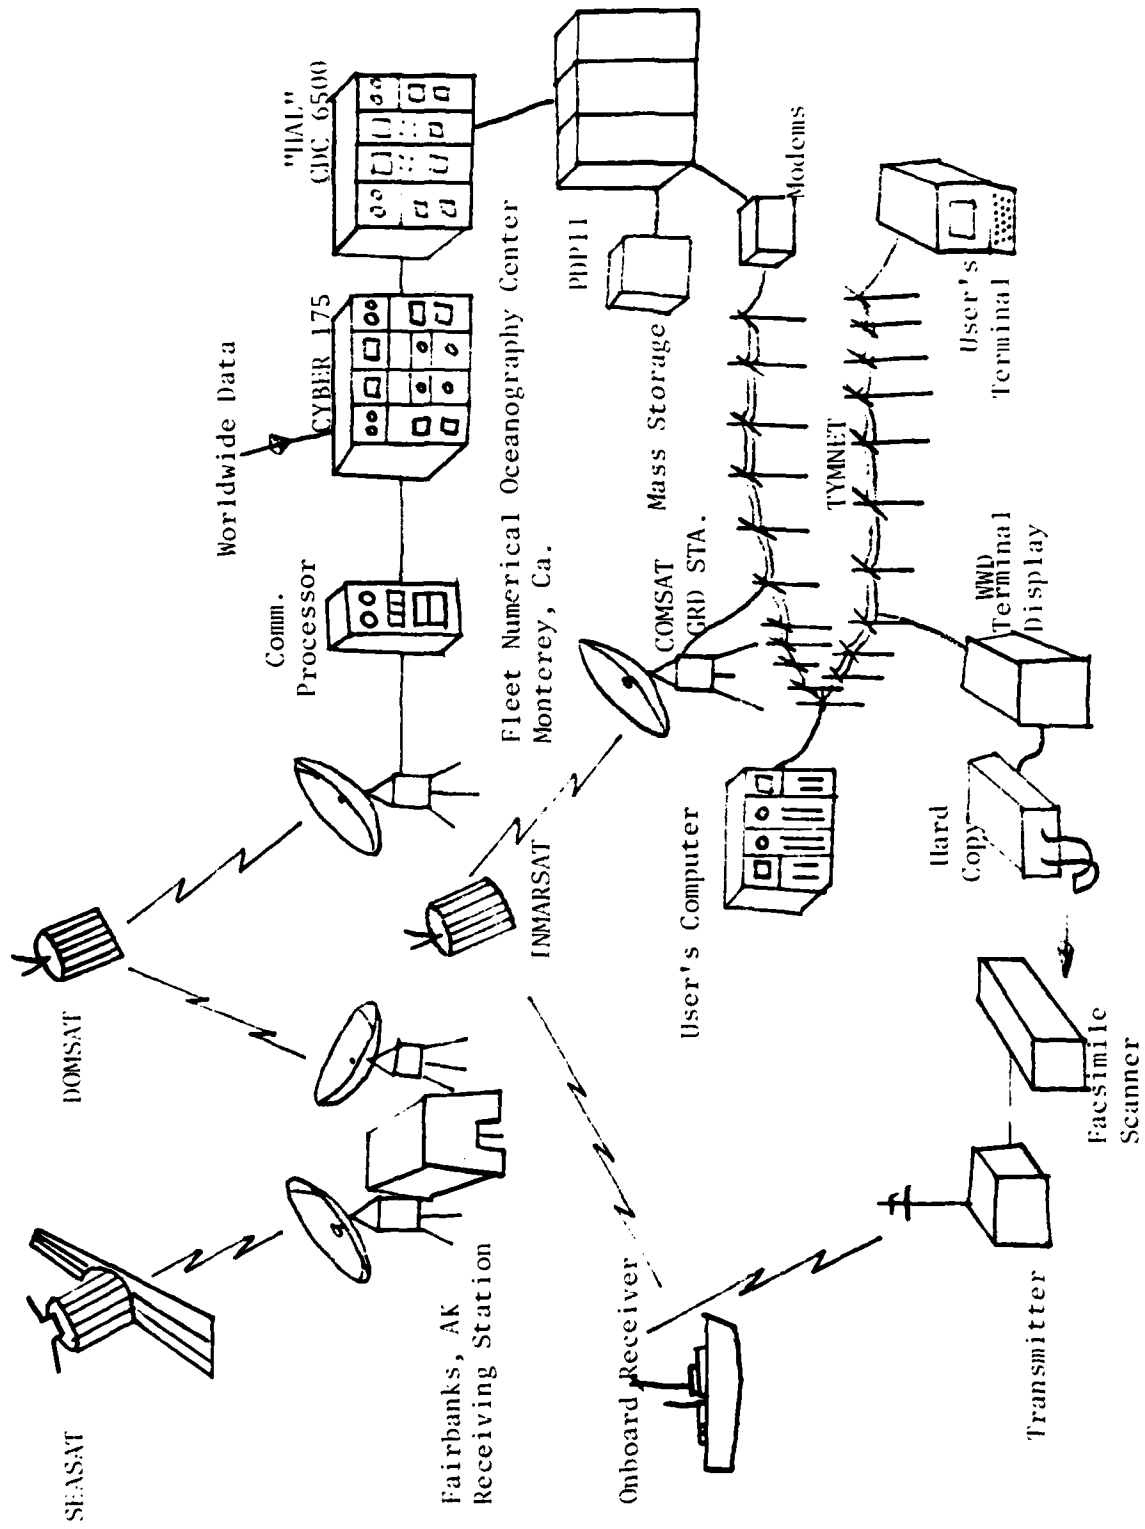 SEASAT
DOMSAT
Worldwide Data
Comm.
Processor
CYBER 175
"HAL"
CDC 6500
Fairbanks, AK
Receiving Station
Fleet Numerical Oceanography Center
Monterey, Ca.
PDP11
Mass Storage
Modems
INMARSAT
COMSAT
GRD STA.
Onboard Receiver
User's Computer
TYMNET
User's
Terminal
WWD
Terminal
Display
Hard
Copy
Facsimile
Scanner
Transmitter